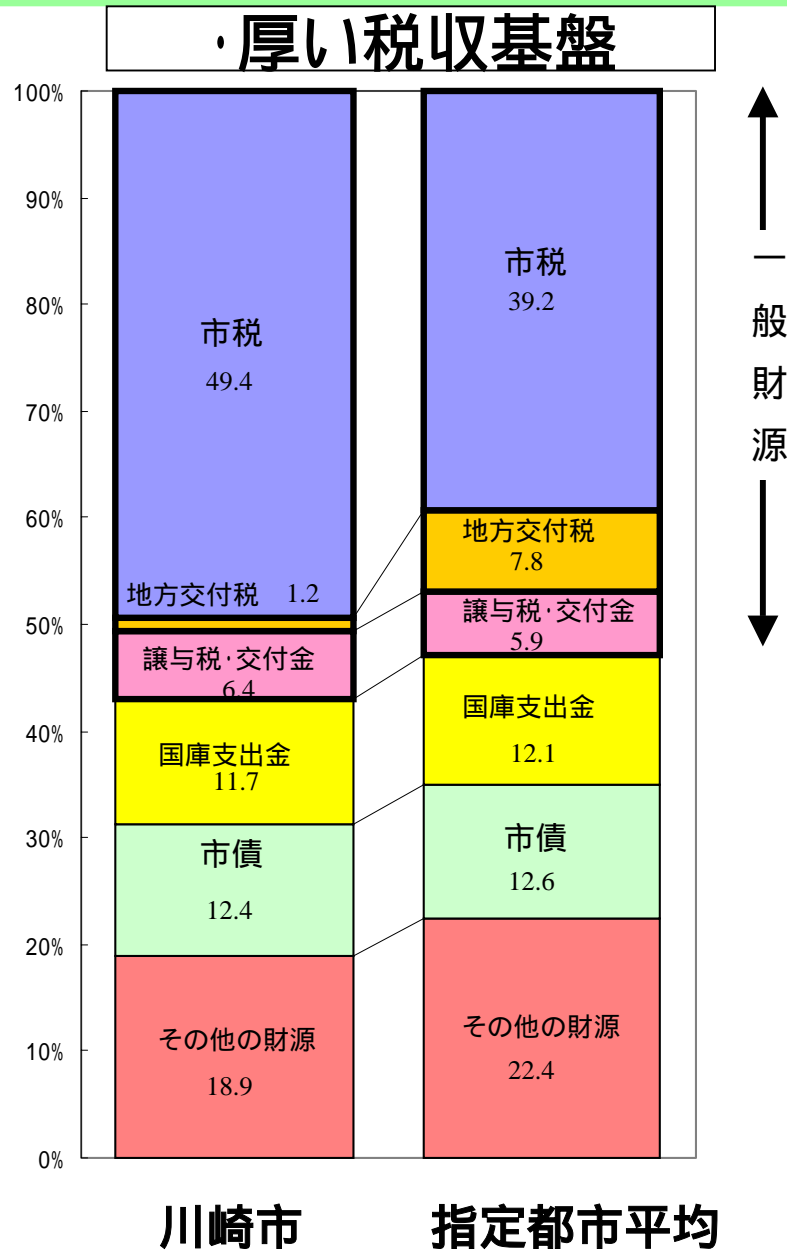 ・厚い税収基盤
100%
90%
80%
70%
60%
50%
40%
30%
20%
10%
0%
市税
49.4
地方交付税 1.2
譲与税・交付金
6.4
国庫支出金
11.7
市債
12.4
その他の財源
18.9
市税
39.2
地方交付税
7.8
譲与税・交付金
5.9
国庫支出金
12.1
市債
12.6
その他の財源
22.4
一般財源
川崎市
指定都市平均